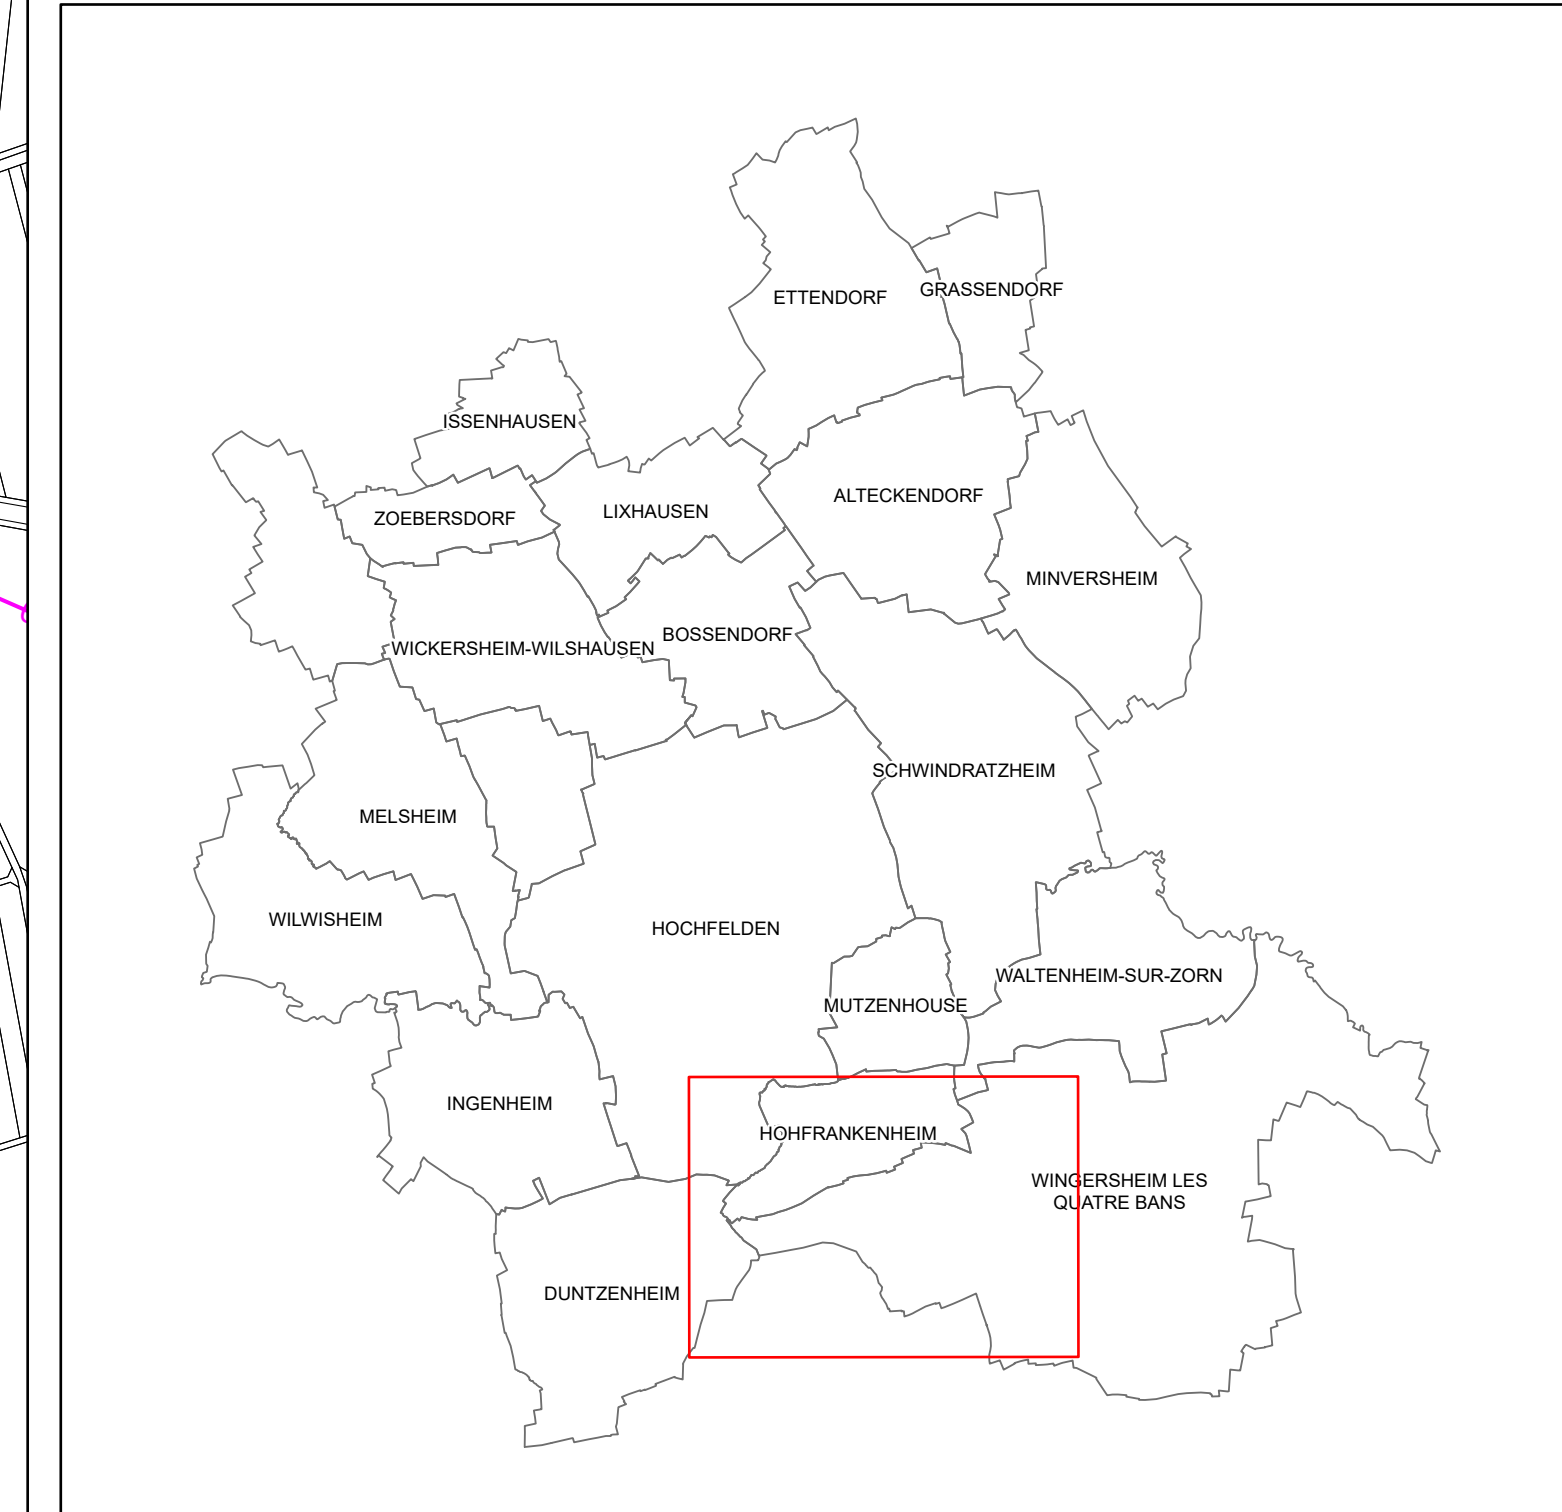 GRASSENDORF
ETTENDORF
ISSENHAUSEN
ALTECKENDORF
LIXHAUSEN
ZOEBERSDORF
MINVERSHEIM
BOSSENDORF
WICKERSHEIM-WILSHAUSEN
SCHWINDRATZHEIM
MELSHEIM
WILWISHEIM
HOCHFELDEN
WALTENHEIM-SUR-ZORN
MUTZENHOUSE
INGENHEIM
HOHFRANKENHEIM
WINGERSHEIM LES
QUATRE BANS
DUNTZENHEIM